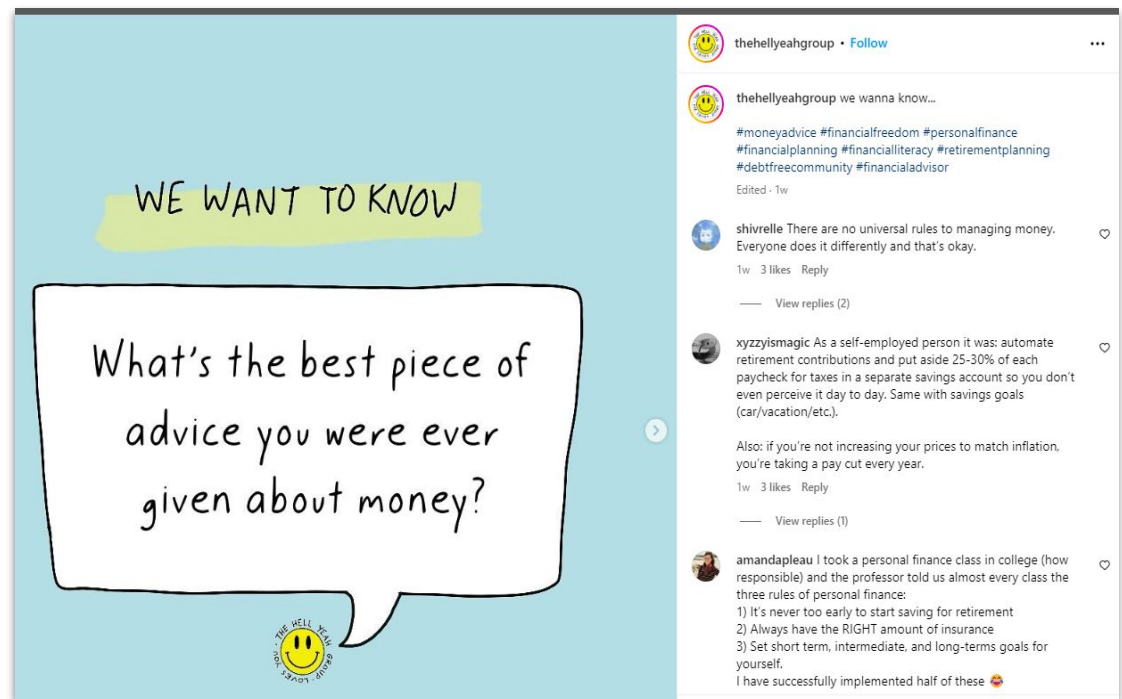 WE WANT TO KNOW
What's the best piece of
advice you were ever
given about money?
THE HELL YEAH GROUP LOVES YOU
thehellyeahgroup • Follow
thehellyeahgroup we wanna know...
#moneyadvice #financialfreedom #personalfinance
#financialplanning #financialliteracy #retirementplanning
#debtfreecommunity #financialadvisor
Edited · 1w
shivrelle There are no universal rules to managing money.
Everyone does it differently and that's okay.
1w 3 likes Reply
View replies (2)
xyzzyismagic As a self-employed person it was: automate
retirement contributions and put aside 25-30% of each
paycheck for taxes in a separate savings account so you don't
even perceive it day to day. Same with savings goals
(car/vacation/etc.).
Also: if you're not increasing your prices to match inflation,
you're taking a pay cut every year.
1w 3 likes Reply
View replies (1)
amandapleau I took a personal finance class in college (how
responsible) and the professor told us almost every class the
three rules of personal finance:
1) It's never too early to start saving for retirement
2) Always have the RIGHT amount of insurance
3) Set short term, intermediate, and long-terms goals for
yourself.
I have successfully implemented half of these 😂